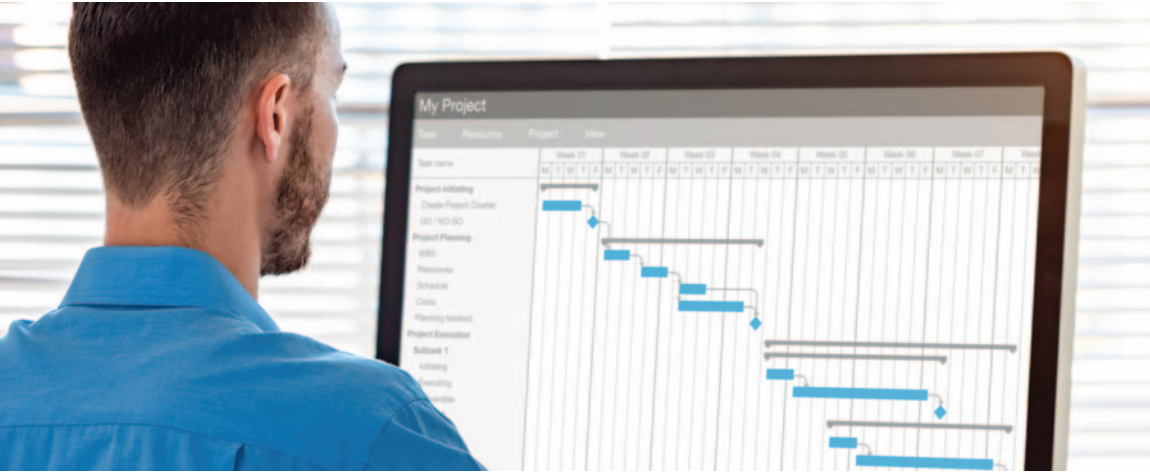 My Project
Task Resource Project View
Task name Week 01 Week 02 Week 03 Week 04 Week 05 Week 06 Week 07
M T W T F M T W T F M T W T F M T W T F M T W T F M T W T F M T W T F M T W
Project initiating
Create Project Charter
GO / NO GO
Project Planning
WBS
Resources
Schedule
Costs
Planning finished
Project Execution
Subtask 1
Initiating
Executing